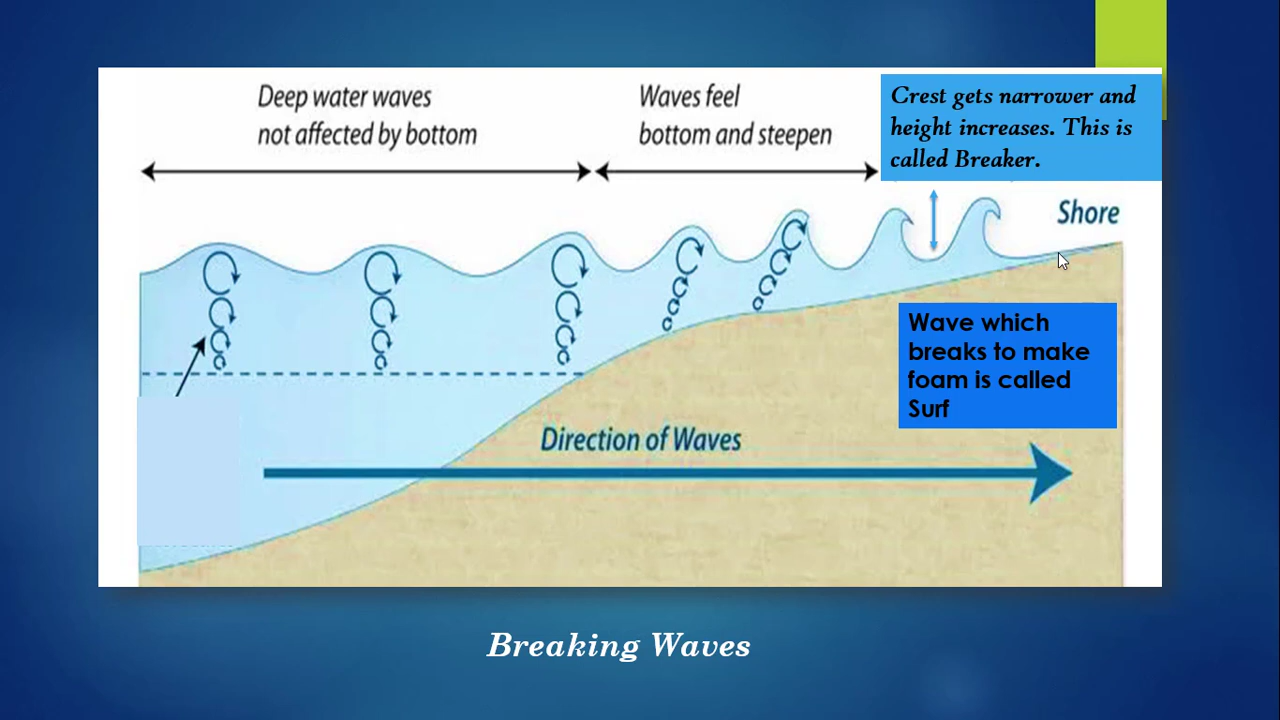 Deep water waves
not affected by bottom
Waves feel
bottom and steepen
Crest gets narrower and
height increases. This is
called Breaker.
Shore
Wave which
breaks to make
foam is called
Surf
Direction of Waves
Breaking Waves